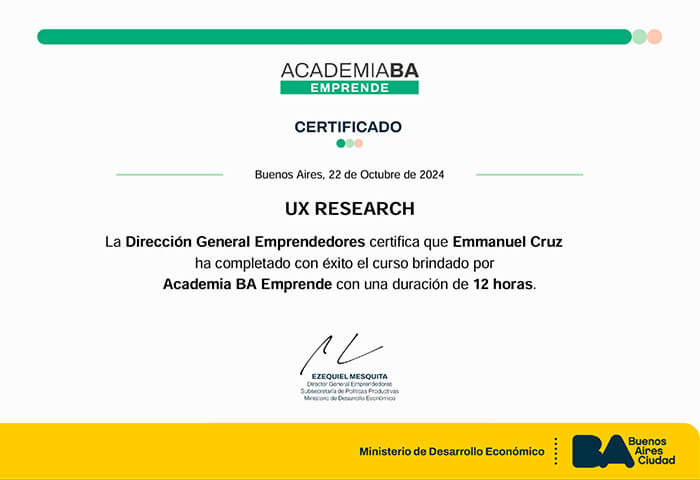 ACADEMIABA
EMPRENDE
CERTIFICADO
Buenos Aires, 22 de Octubre de 2024
UX RESEARCH
La Dirección General Emprendedores certifica que Emmanuel Cruz
ha completado con éxito el curso brindado por
Academia BA Emprende con una duración de 12 horas.
EZEQUIEL MESQUITA
Director General Emprendedores
Subsecretaría de Políticas Productivas
Ministerio de Desarrollo Económico
Ministerio de Desarrollo Económico
BA
Buenos
Aires
Ciudad